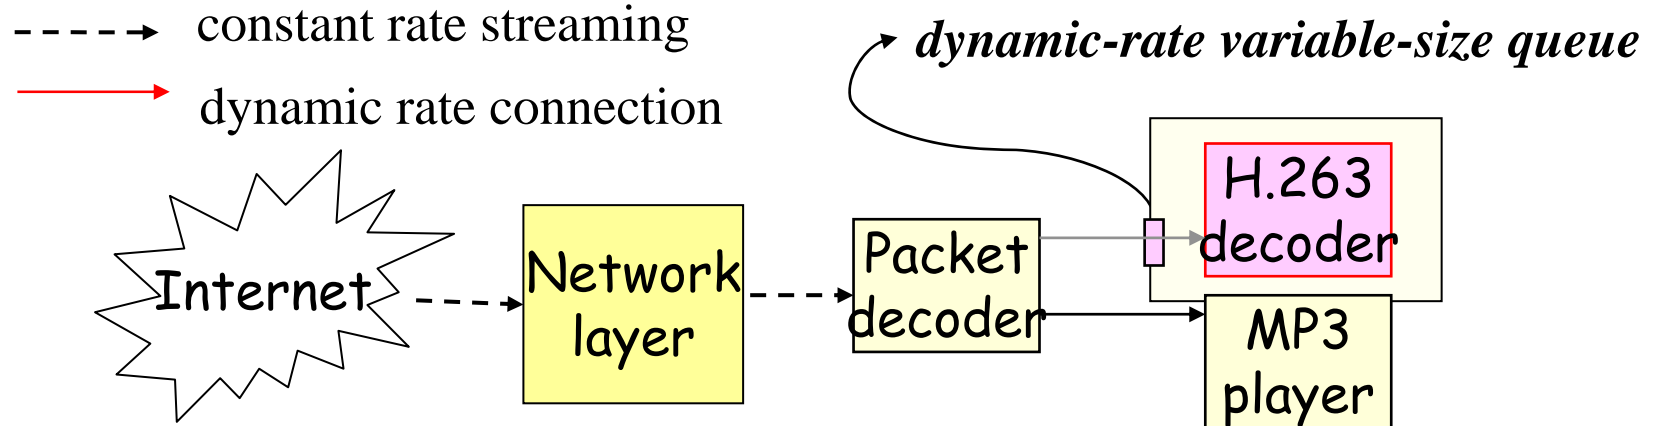 constant rate streaming
dynamic-rate variable-size queue
dynamic rate connection
Internet
Network
layer
Packet
decoder
H.263
decoder
MP3
player